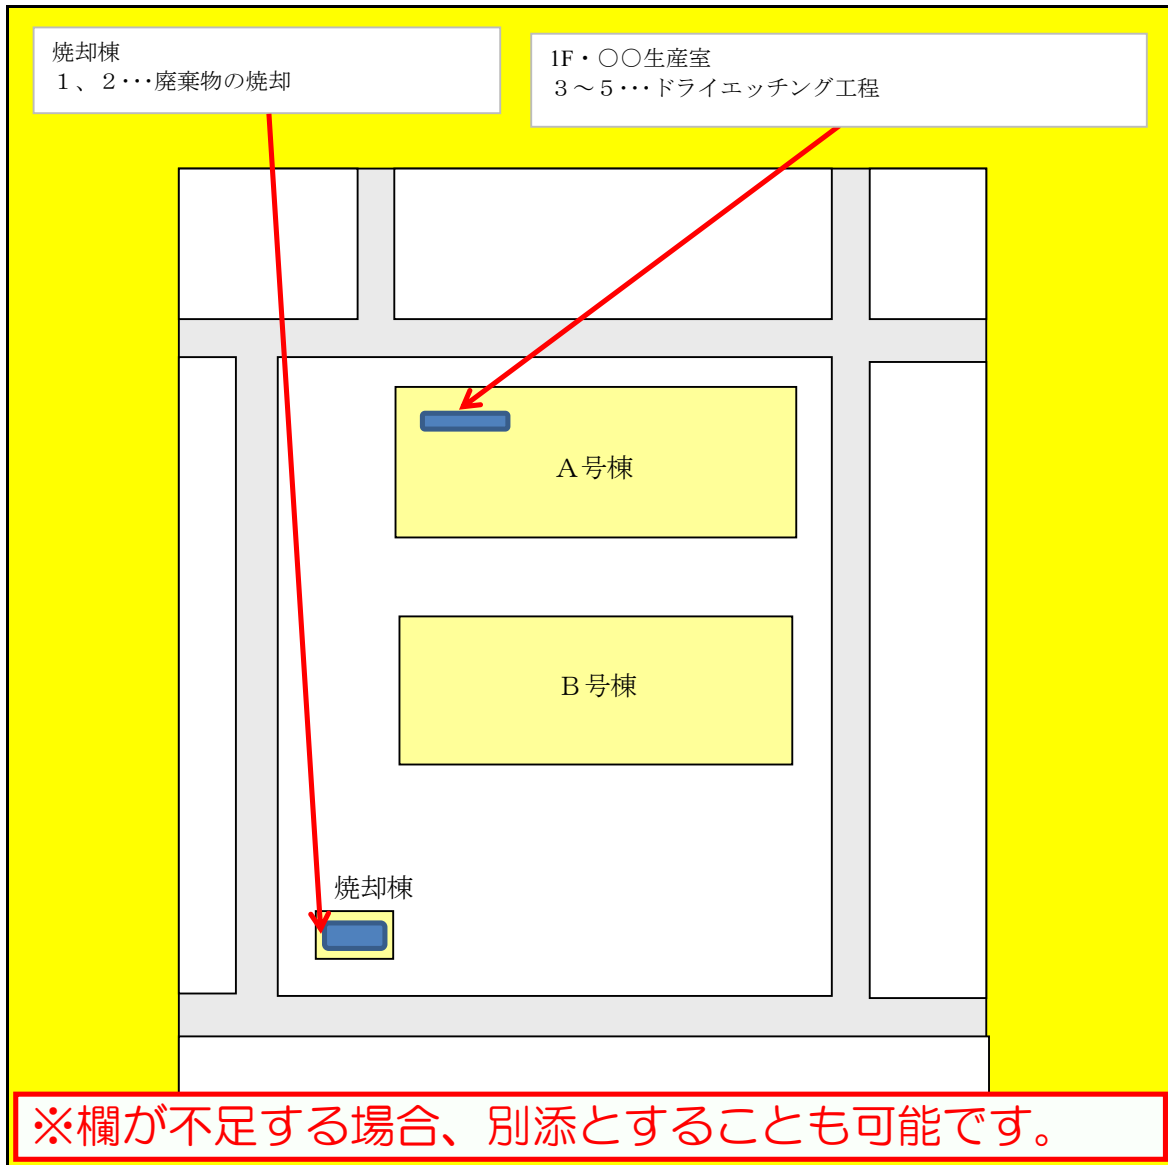 焼却棟
１、２･･･廃棄物の焼却
1F・〇〇生産室
３～５･･･ドライエッチング工程
Ａ号棟
Ｂ号棟
焼却棟
※欄が不足する場合、別添とすることも可能です。